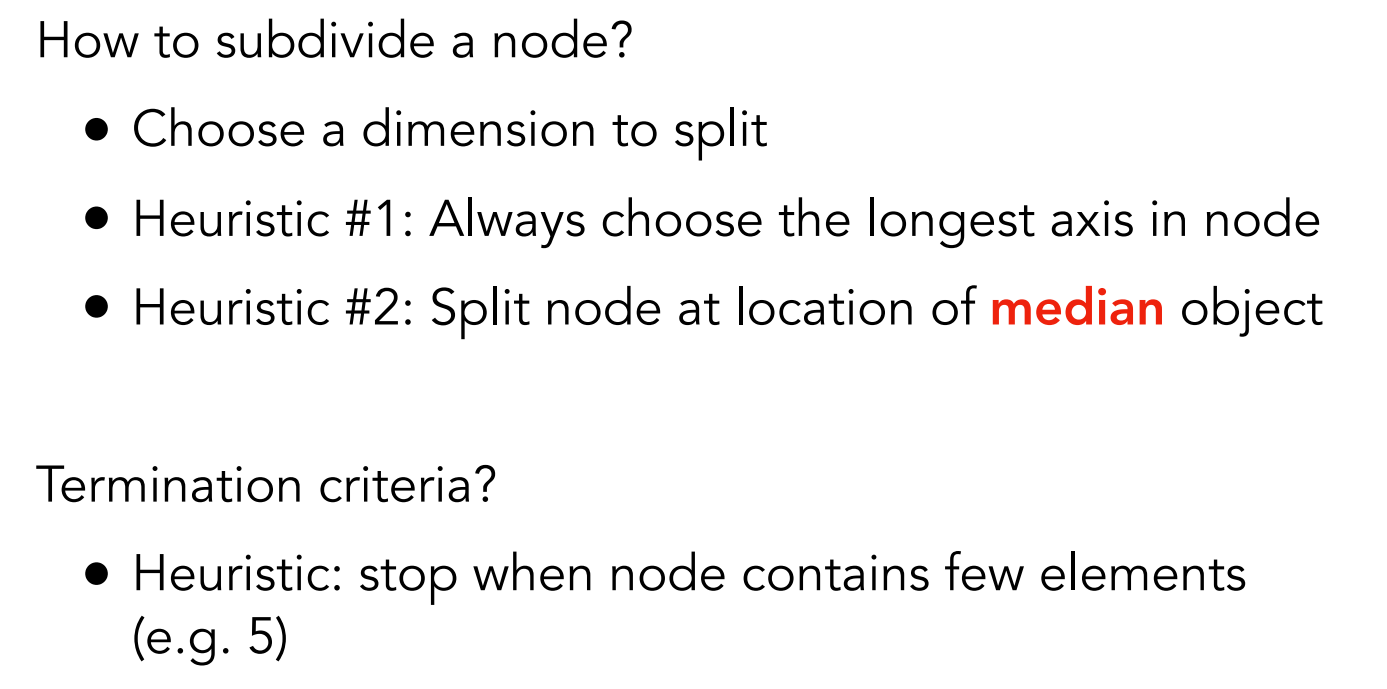 How to subdivide a node?
• Choose a dimension to split
• Heuristic #1: Always choose the longest axis in node
• Heuristic #2: Split node at location of median object
Termination criteria?
• Heuristic: stop when node contains few elements
(e.g. 5)